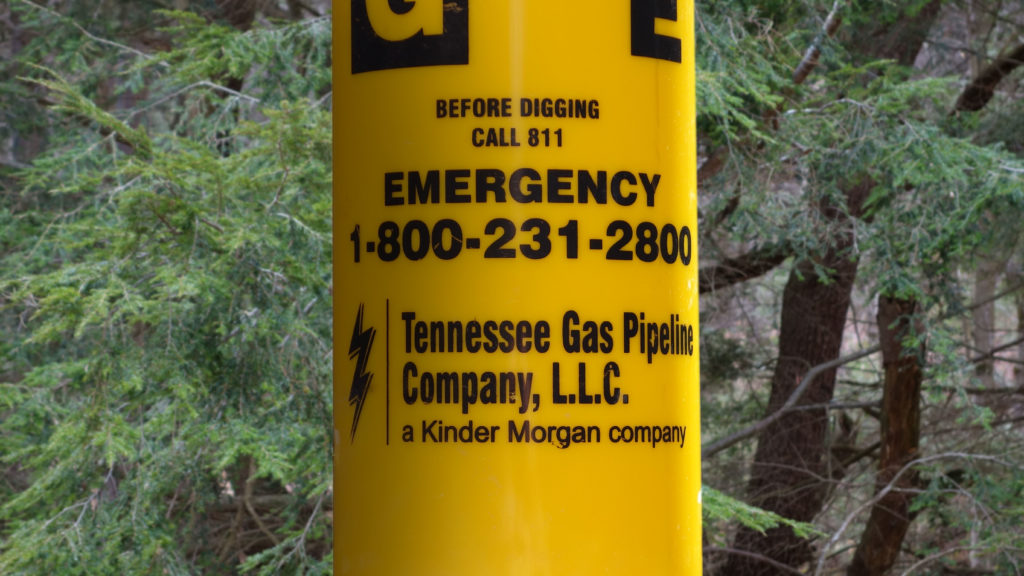 G E
BEFORE DIGGING
CALL 811
EMERGENCY
1-800-231-2800
Tennessee Gas Pipeline
Company, L.L.C.
a Kinder Morgan company